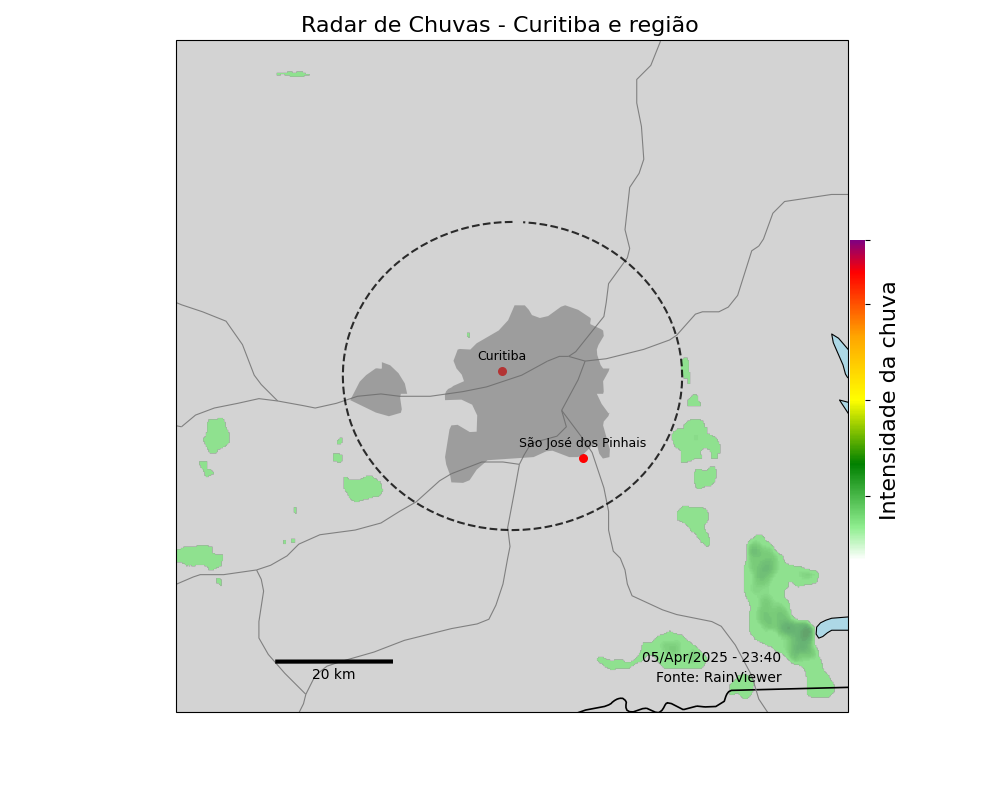 Radar de Chuvas - Curitiba e região
Curitiba
São José dos Pinhais
Intensidade da chuva
20 km
05/Apr/2025 - 23:40
Fonte: RainViewer